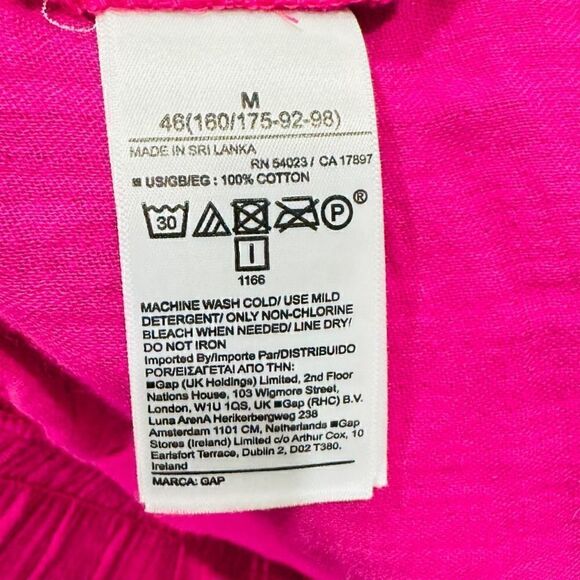 M
46(160/175-92-98)
MADE IN SRI LANKA
RN 54023 / CA 17897
US/GB/EG : 100% COTTON
30 P ®
I
1166
MACHINE WASH COLD/ USE MILD
DETERGENT/ ONLY NON-CHLORINE
BLEACH WHEN NEEDED/ LINE DRY/
DO NOT IRON
Imported By/Importe Par/DISTRIBUIDO
POR/ΕΙΣΑΓΕΤΑΙ ΑΠΟ ΤΗΝ:
■Gap (UK Holdings) Limited, 2nd Floor
Nations House, 103 Wigmore Street,
London, W1U 1QS, UK ■Gap (RHC) B.V.
Luna ArenA Herikerbergweg 238
Amsterdam 1101 CM, Netherlands ■Gap
Stores (Ireland) Limited c/o Arthur Cox, 10
Earlsfort Terrace, Dublin 2, D02 T380.
Ireland
MARCA: GAP